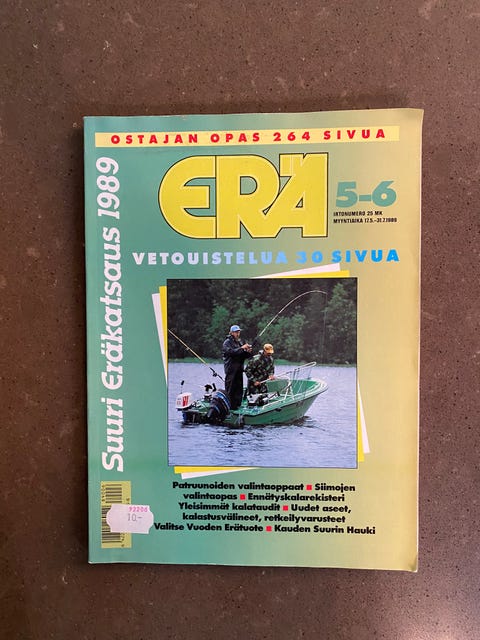 OSTAJAN OPAS 264 SIVUA
ERÄ
5-6
IRTONUMERO 25 MK
MYYNTIAIKA 17.5.-31.7.1989
VETOUISTELUA 30 SIVUA
Suuri Eräkatsaus 1989
Patruunoiden valintaoppaat ■ Siimojen
valintaopas ■ Ennätyskalarekisteri
Yleisimmät kalataudit ■ Uudet aseet,
kalastusvälineet, retkeilyvarusteet
Valitse Vuoden Erätuote ■ Kauden Suurin Hauki
92206
10:-